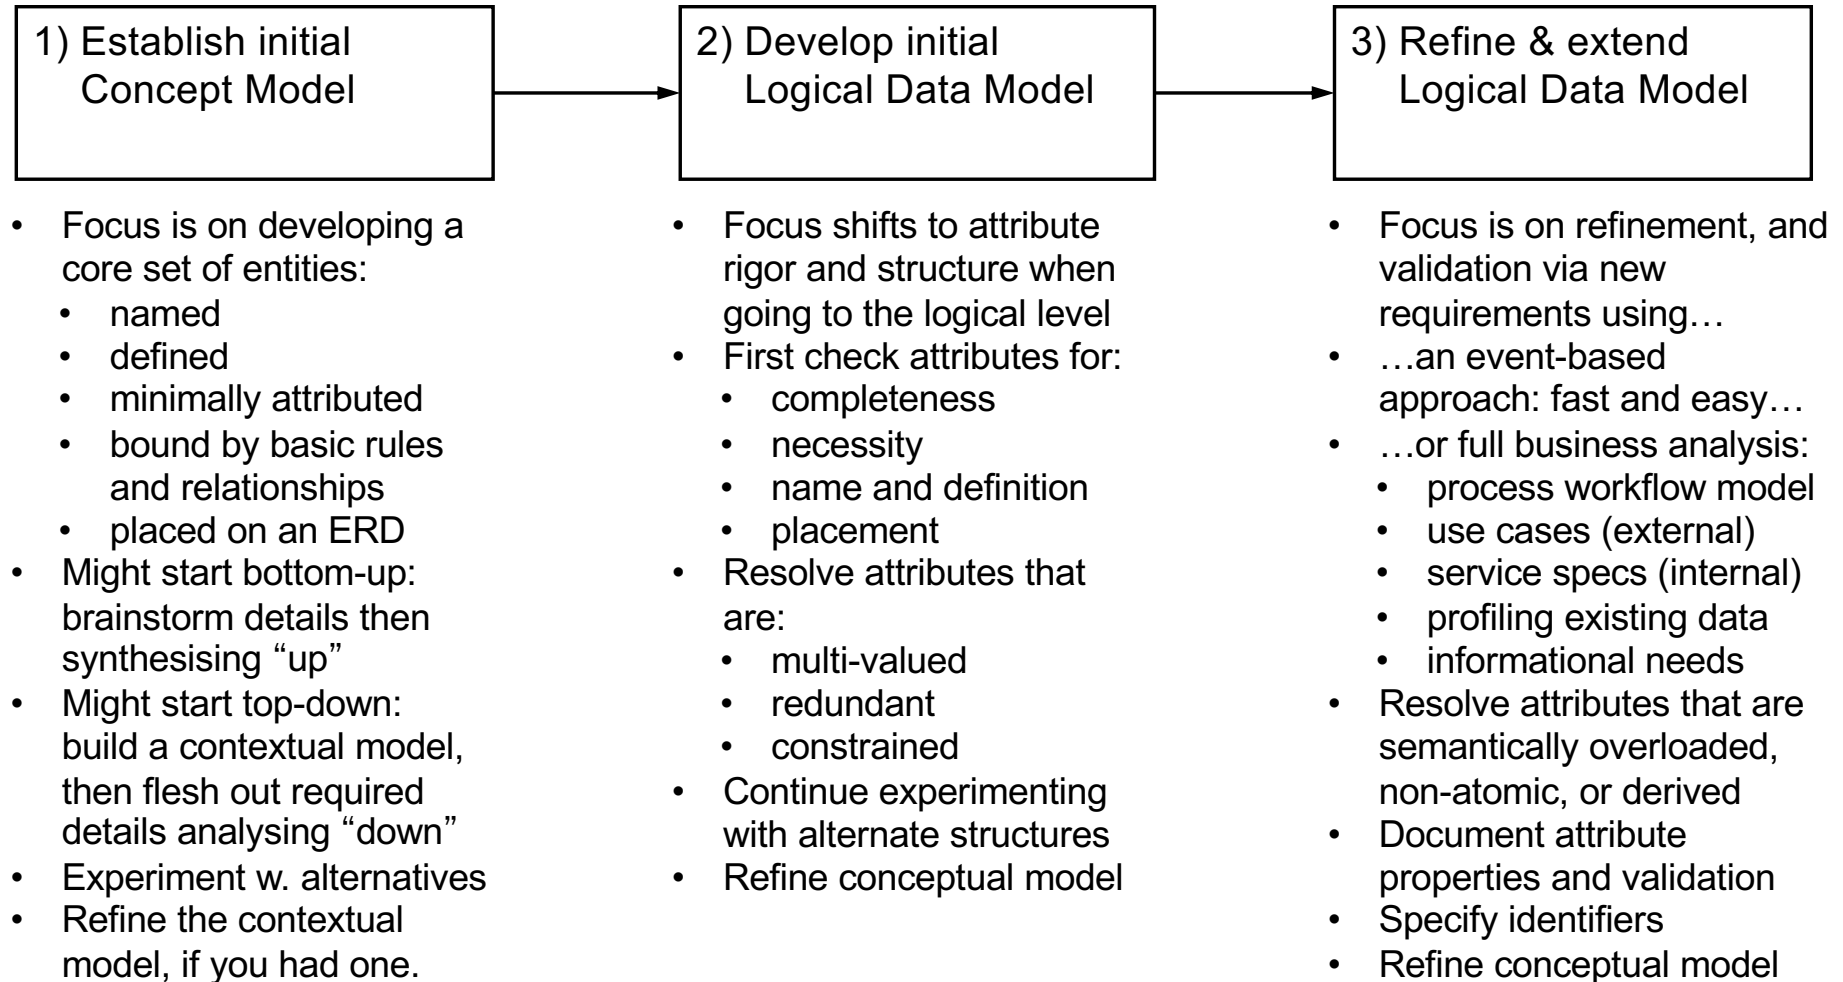 1) Establish initial
Concept Model
• Focus is on developing a
core set of entities:
• named
• defined
• minimally attributed
• bound by basic rules
and relationships
• placed on an ERD
• Might start bottom-up:
brainstorm details then
synthesising “up”
• Might start top-down:
build a contextual model,
then flesh out required
details analysing “down”
• Experiment w. alternatives
• Refine the contextual
model, if you had one.
2) Develop initial
Logical Data Model
• Focus shifts to attribute
rigor and structure when
going to the logical level
• First check attributes for:
• completeness
• necessity
• name and definition
• placement
• Resolve attributes that
are:
• multi-valued
• redundant
• constrained
• Continue experimenting
with alternate structures
• Refine conceptual model
3) Refine & extend
Logical Data Model
• Focus is on refinement, and
validation via new
requirements using…
• …an event-based
approach: fast and easy…
• …or full business analysis:
• process workflow model
• use cases (external)
• service specs (internal)
• profiling existing data
• informational needs
• Resolve attributes that are
semantically overloaded,
non-atomic, or derived
• Document attribute
properties and validation
• Specify identifiers
• Refine conceptual model